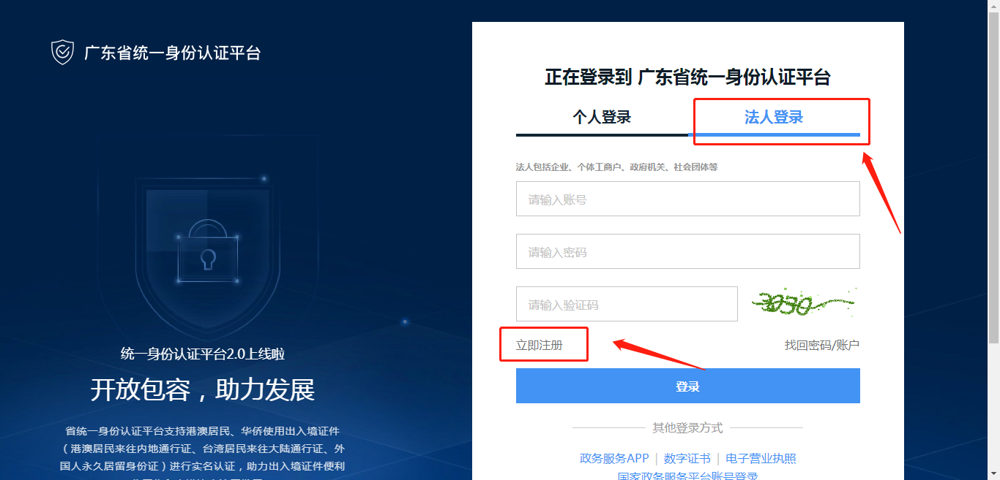 广东省统一身份认证平台
统一身份认证平台2.0上线啦
开放包容，助力发展
省统一身份认证平台支持港澳居民、华侨使用出入境证件
（港澳居民来往内地通行证、台湾居民来往大陆通行证、外
国人永久居留身份证）进行实名认证，助力出入境证件便利
正在登录到 广东省统一身份认证平台
个人登录 法人登录
法人包括企业、个体工商户、政府机关、社会团体等
请输入账号
请输入密码
请输入验证码 3030
立即注册 找回密码/账户
登录
其他登录方式
政务服务APP | 数字证书 | 电子营业执照
国家政务服务平台账号登录